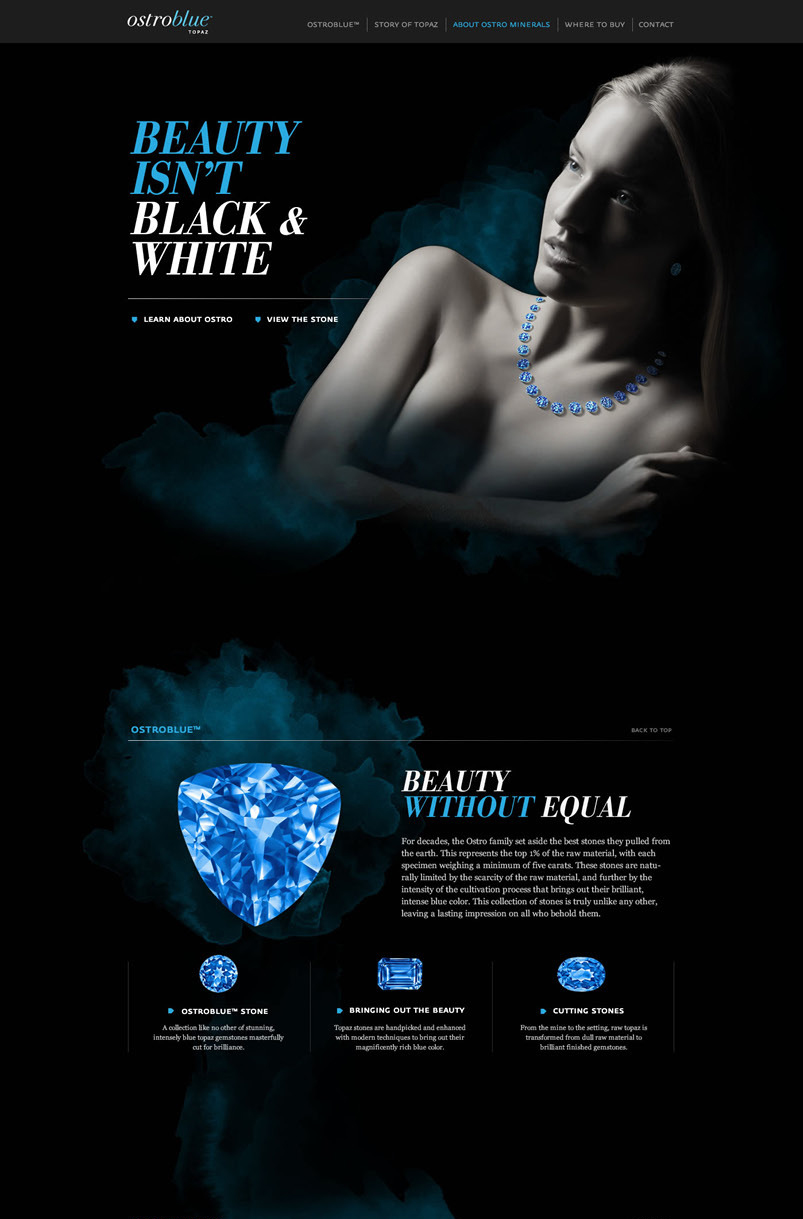 ostroblue™
TOPAZ
OSTROBLUE™
STORY OF TOPAZ
ABOUT OSTRO MINERALS
WHERE TO BUY
CONTACT
BEAUTY
ISN’T
BLACK &
WHITE
LEARN ABOUT OSTRO
VIEW THE STONE
OSTROBLUE™
BACK TO TOP
BEAUTY
WITHOUT EQUAL
For decades, the Ostro family set aside the best stones they pulled from
the earth. This represents the top 1% of the raw material, with each
specimen weighing a minimum of five carats. These stones are natu-
rally limited by the scarcity of the raw material, and further by the
intensity of the cultivation process that brings out their brilliant,
intense blue color. This collection of stones is truly unlike any other,
leaving a lasting impression on all who behold them.
OSTROBLUE™ STONE
A collection like no other of stunning,
intensely blue topaz gemstones masterfully
cut for brilliance.
BRINGING OUT THE BEAUTY
Topaz stones are handpicked and enhanced
with modern techniques to bring out their
magnificently rich blue color.
CUTTING STONES
From the mine to the setting, raw topaz is
transformed from dull raw material to
brilliant finished gemstones.